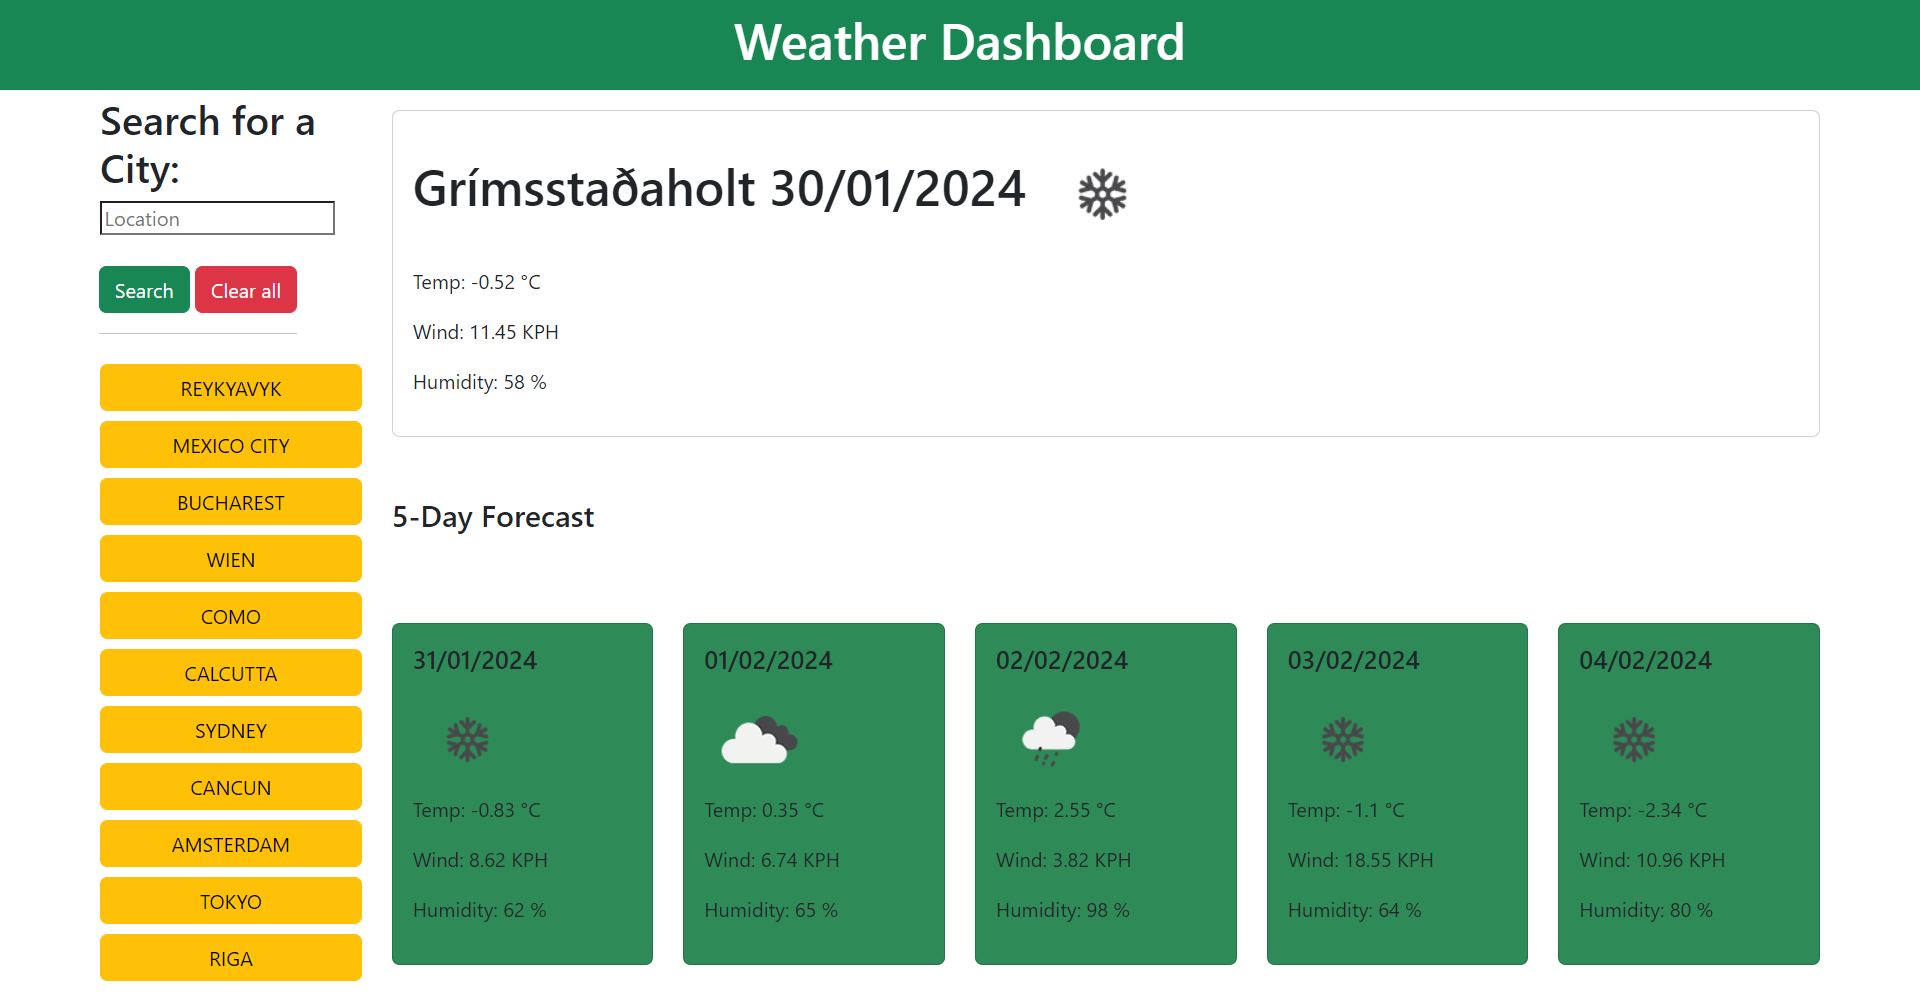 Weather Dashboard
Search for a
City:
Location
Search
Clear all
REYKYAVYK
MEXICO CITY
BUCHAREST
WIEN
COMO
CALCUTTA
SYDNEY
CANCUN
AMSTERDAM
TOKYO
RIGA
Grímsstaðaholt 30/01/2024
Temp: -0.52 °C
Wind: 11.45 KPH
Humidity: 58 %
5-Day Forecast
31/01/2024
Temp: -0.83 °C
Wind: 8.62 KPH
Humidity: 62 %
01/02/2024
Temp: 0.35 °C
Wind: 6.74 KPH
Humidity: 65 %
02/02/2024
Temp: 2.55 °C
Wind: 3.82 KPH
Humidity: 98 %
03/02/2024
Temp: -1.1 °C
Wind: 18.55 KPH
Humidity: 64 %
04/02/2024
Temp: -2.34 °C
Wind: 10.96 KPH
Humidity: 80 %